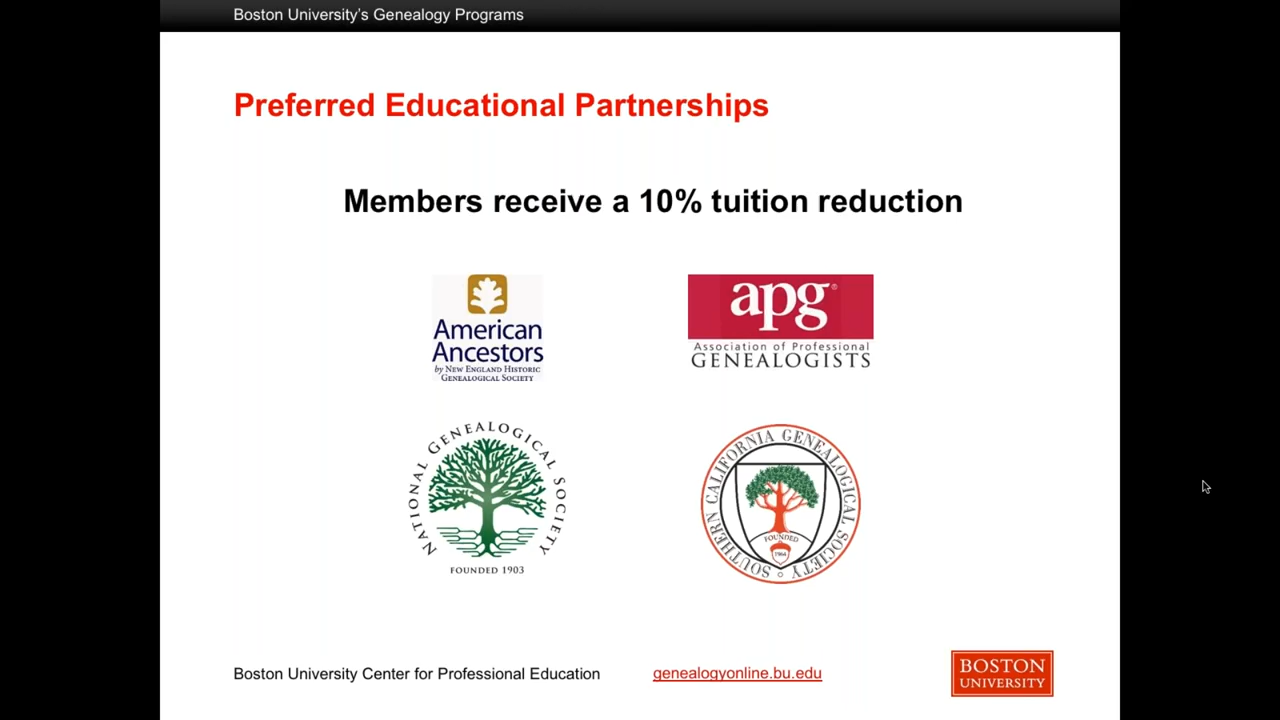 Boston University’s Genealogy Programs
Preferred Educational Partnerships
Members receive a 10% tuition reduction
American
Ancestors
by NEW ENGLAND HISTORIC
GENEALOGICAL SOCIETY
apg®
Association of Professional
GENEALOGISTS
NATIONAL GENEALOGICAL SOCIETY
FOUNDED 1903
SOUTHERN CALIFORNIA GENEALOGICAL SOCIETY
FOUNDED
1964
Boston University Center for Professional Education
genealogyonline.bu.edu
BOSTON
UNIVERSITY